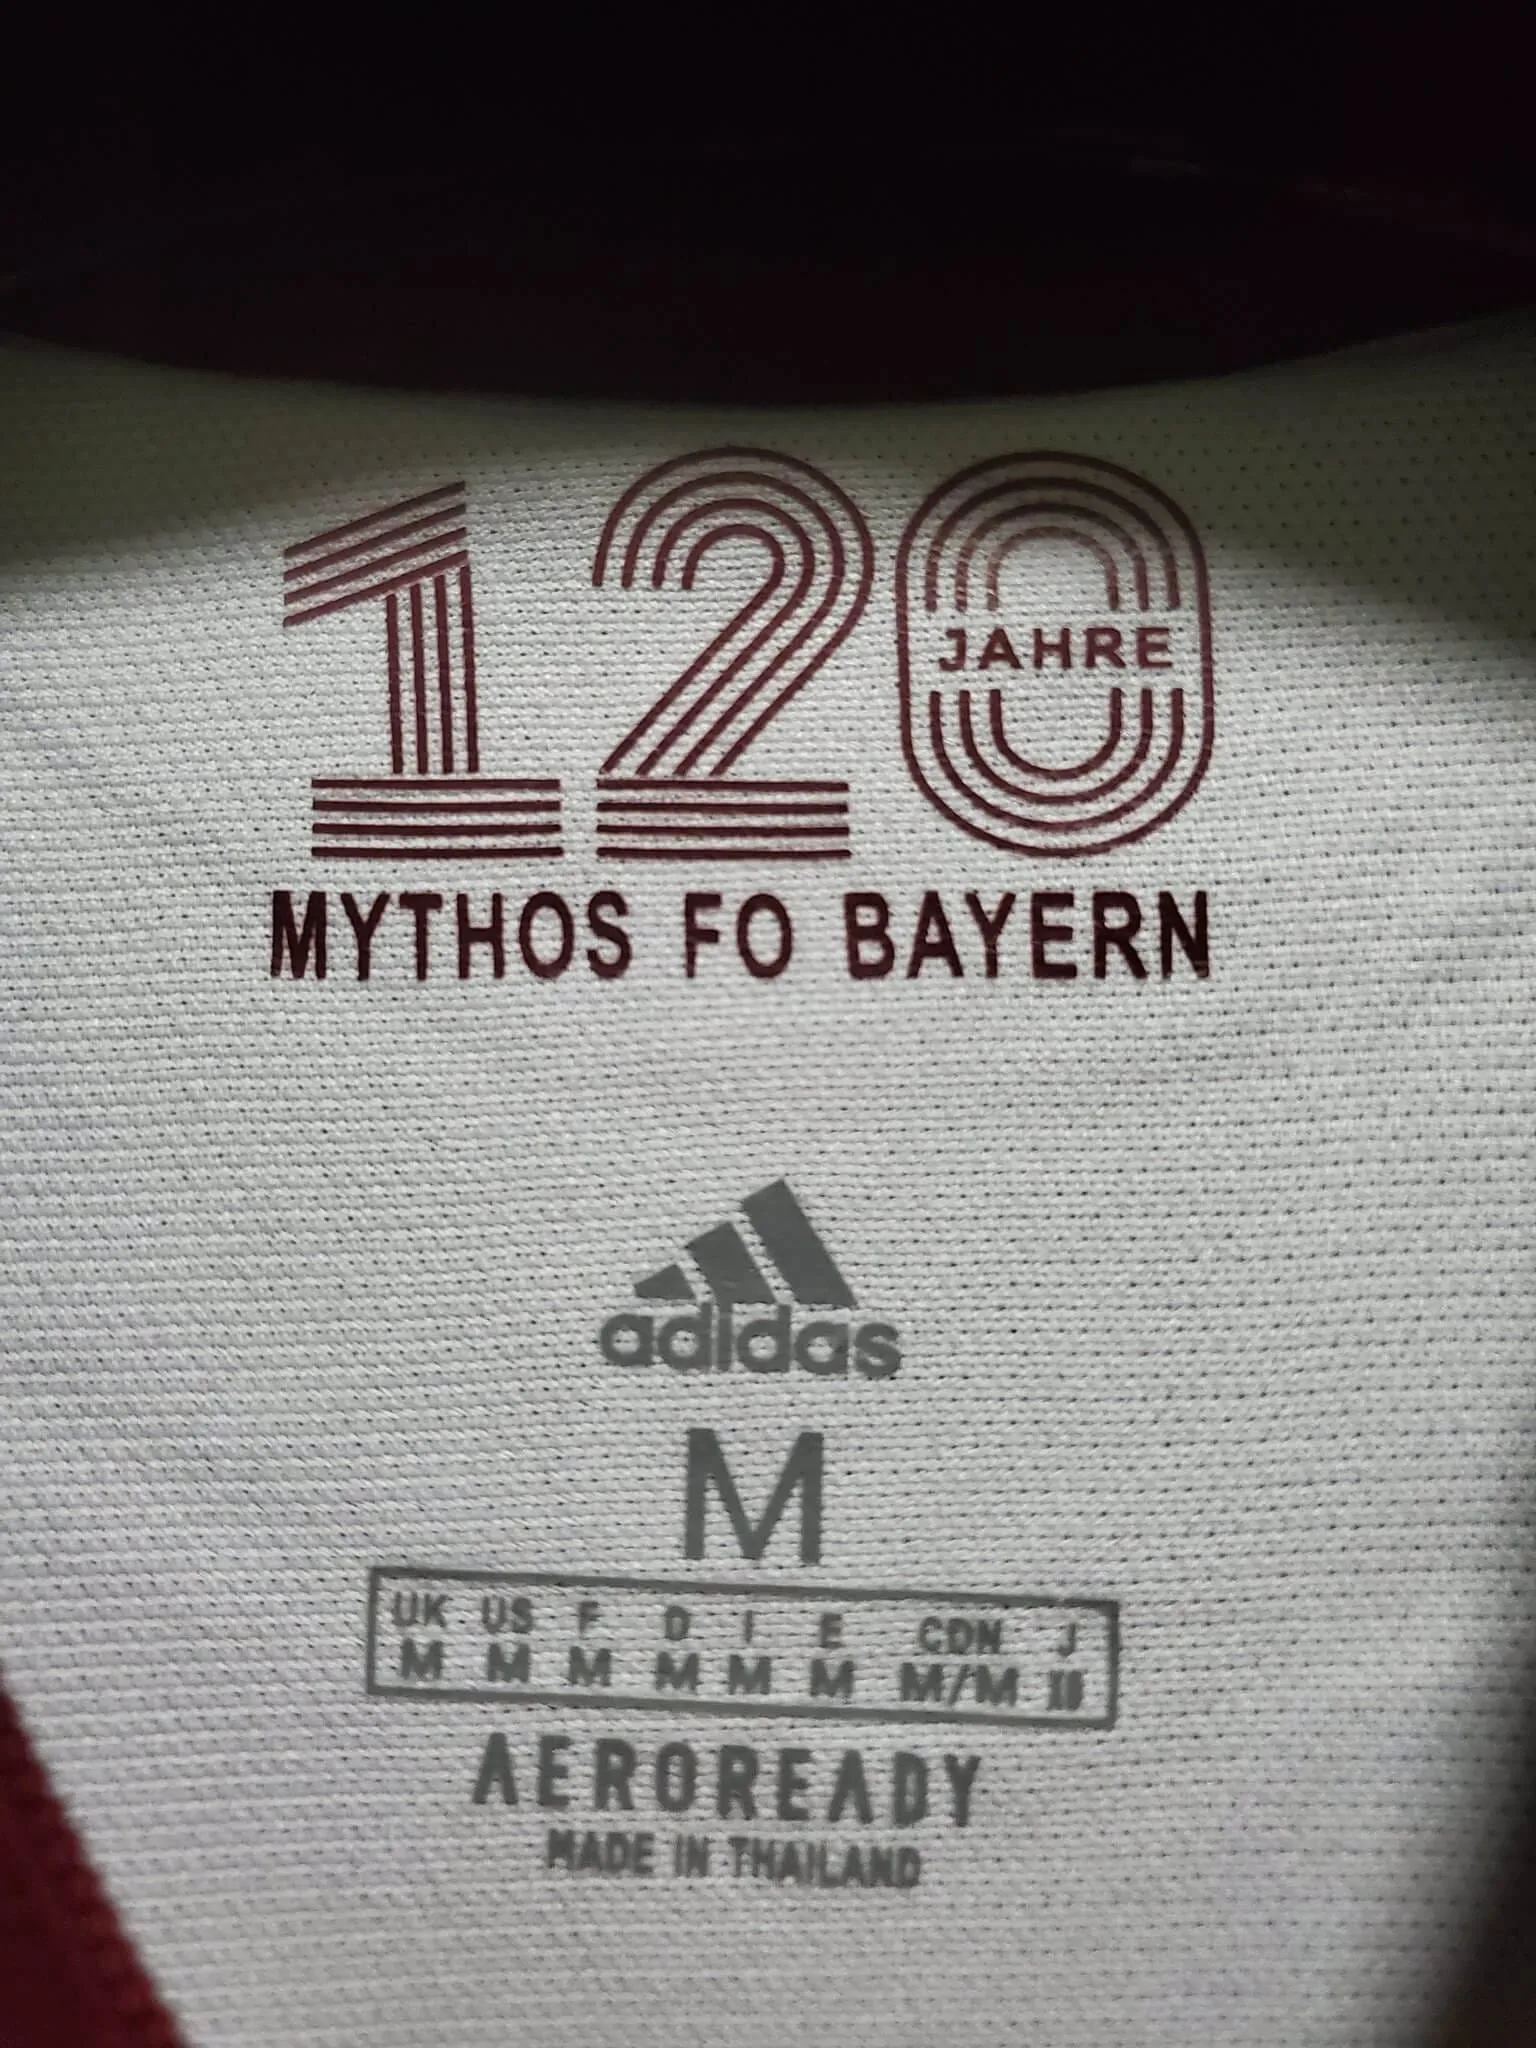 120
JAHRE
MYTHOS FO BAYERN
adidas
M
UK US F D I E CDN J
M M M M M M M/M
AEROREADY
MADE IN THAILAND